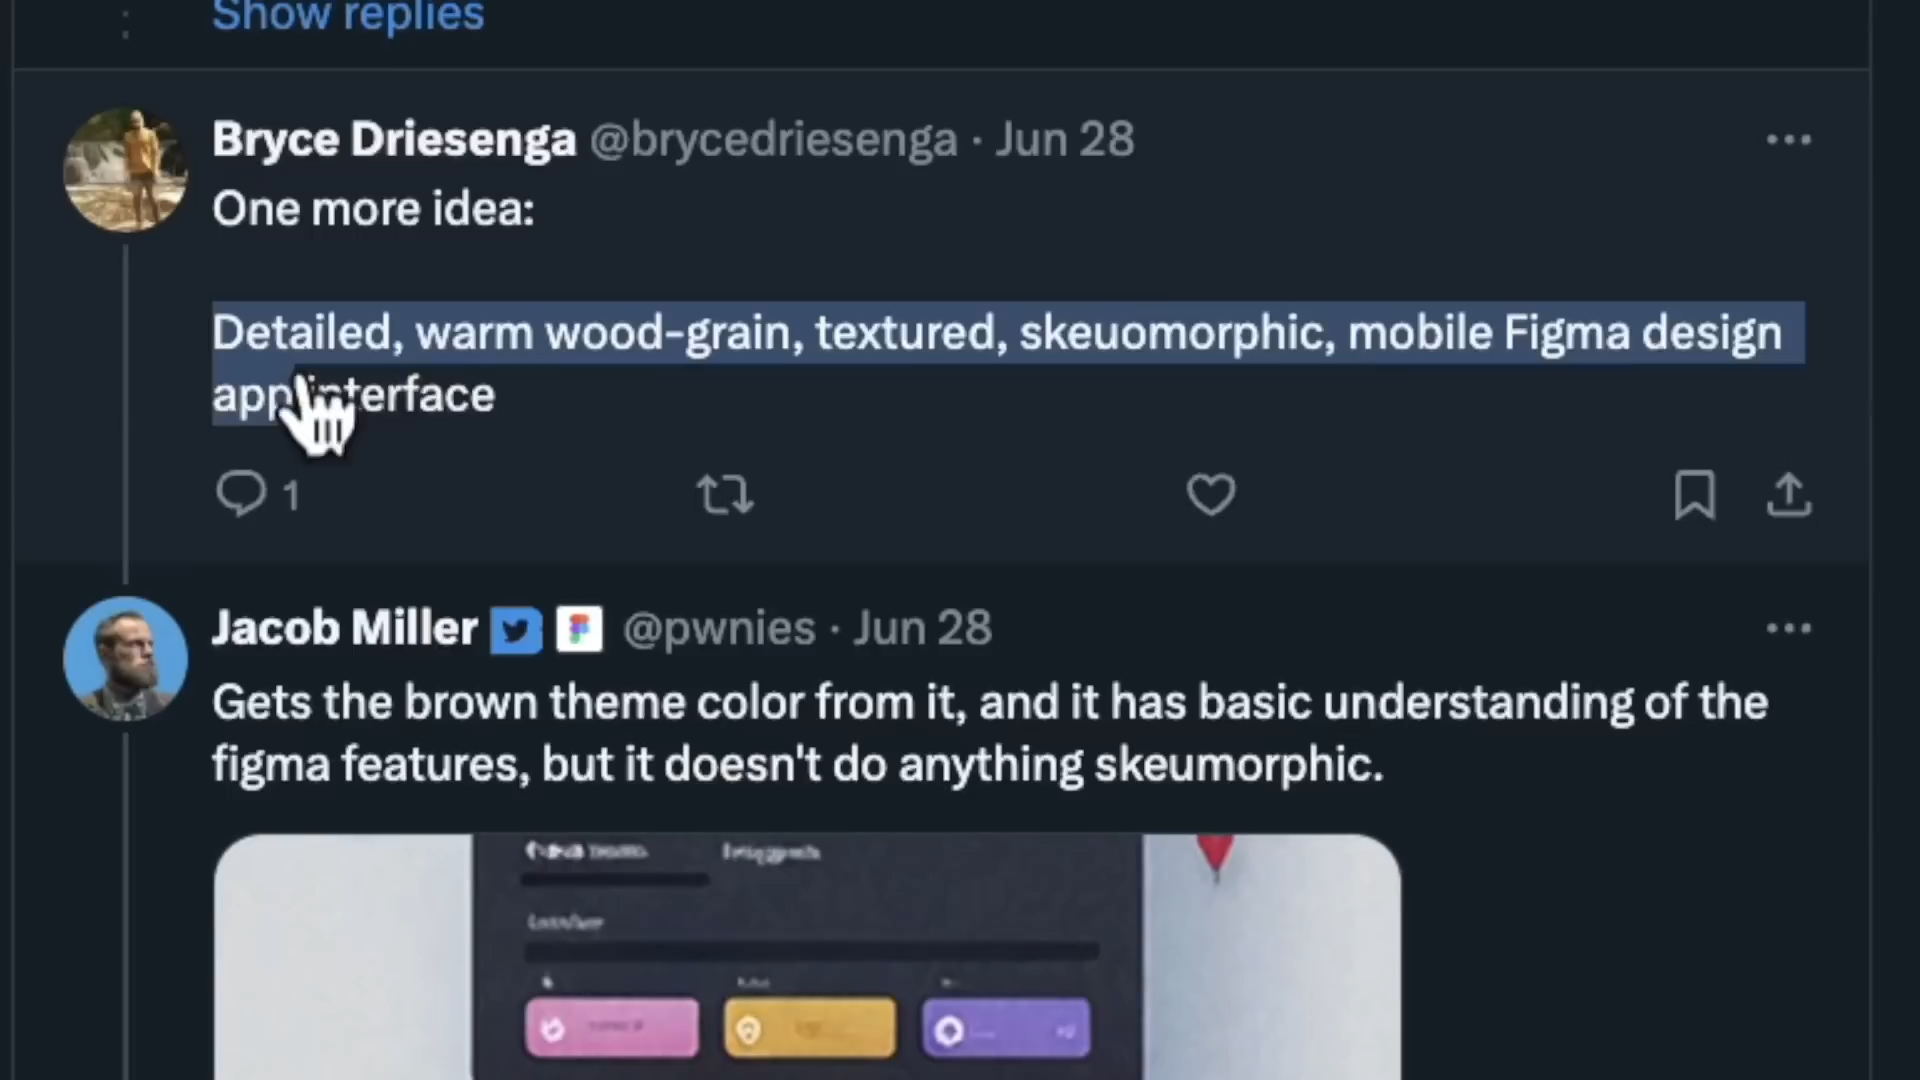 Show replies
Bryce Driesenga @brycedriesenga · Jun 28
One more idea:
Detailed, warm wood-grain, textured, skeuomorphic, mobile Figma design
app interface
1
Jacob Miller @pwnies · Jun 28
Gets the brown theme color from it, and it has basic understanding of the
figma features, but it doesn't do anything skeumorphic.